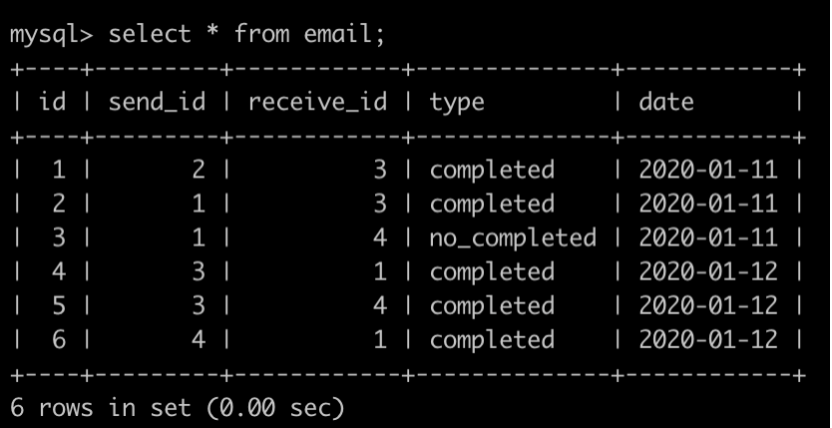 mysql> select * from email;
+----+---------+------------+--------------+------------+
| id | send_id | receive_id | type         | date       |
+----+---------+------------+--------------+------------+
|  1 |       2 |          3 | completed    | 2020-01-11 |
|  2 |       1 |          3 | completed    | 2020-01-11 |
|  3 |       1 |          4 | no_completed | 2020-01-11 |
|  4 |       3 |          1 | completed    | 2020-01-12 |
|  5 |       3 |          4 | completed    | 2020-01-12 |
|  6 |       4 |          1 | completed    | 2020-01-12 |
+----+---------+------------+--------------+------------+
6 rows in set (0.00 sec)